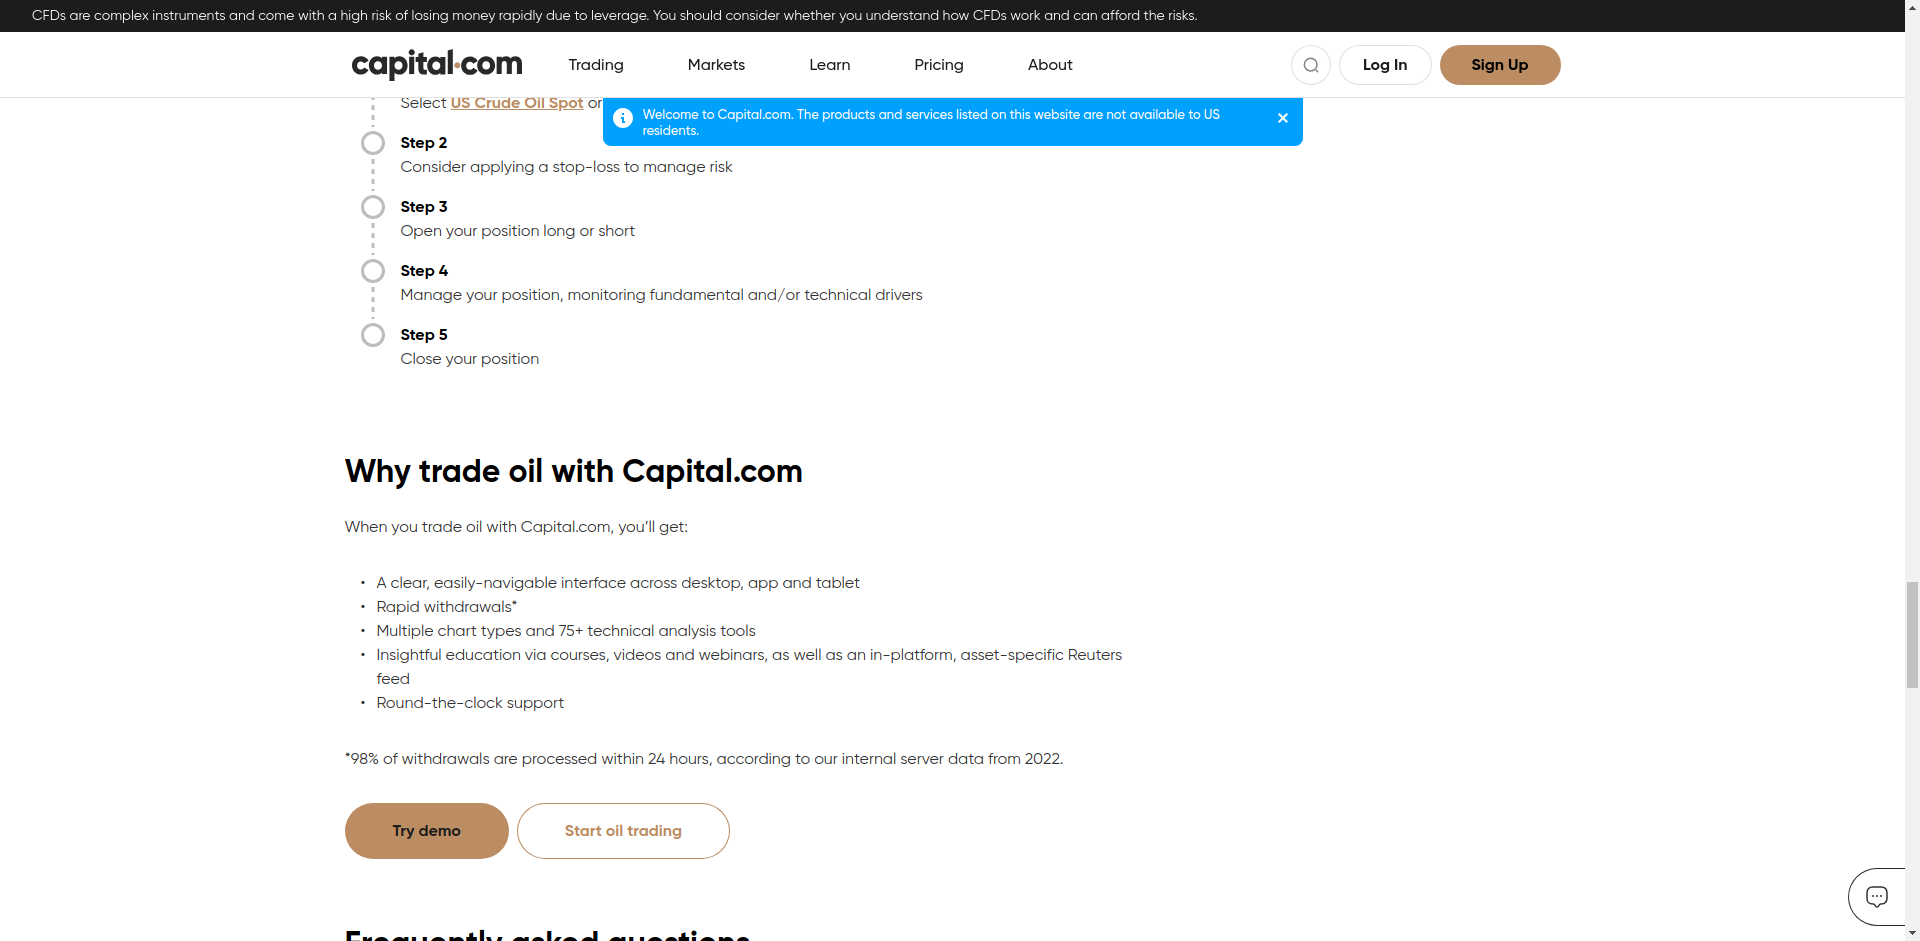 CFDs are complex instruments and come with a high risk of losing money rapidly due to leverage. You should consider whether you understand how CFDs work and can afford the risks.
capital.com
Trading
Markets
Learn
Pricing
About
Log In
Sign Up
Select US Crude Oil Spot or
Welcome to Capital.com. The products and services listed on this website are not available to US
residents.
Step 2
Consider applying a stop-loss to manage risk
Step 3
Open your position long or short
Step 4
Manage your position, monitoring fundamental and/or technical drivers
Step 5
Close your position
Why trade oil with Capital.com
When you trade oil with Capital.com, you’ll get:
• A clear, easily-navigable interface across desktop, app and tablet
• Rapid withdrawals*
• Multiple chart types and 75+ technical analysis tools
• Insightful education via courses, videos and webinars, as well as an in-platform, asset-specific Reuters
feed
• Round-the-clock support
*98% of withdrawals are processed within 24 hours, according to our internal server data from 2022.
Try demo
Start oil trading
Frequently asked questions